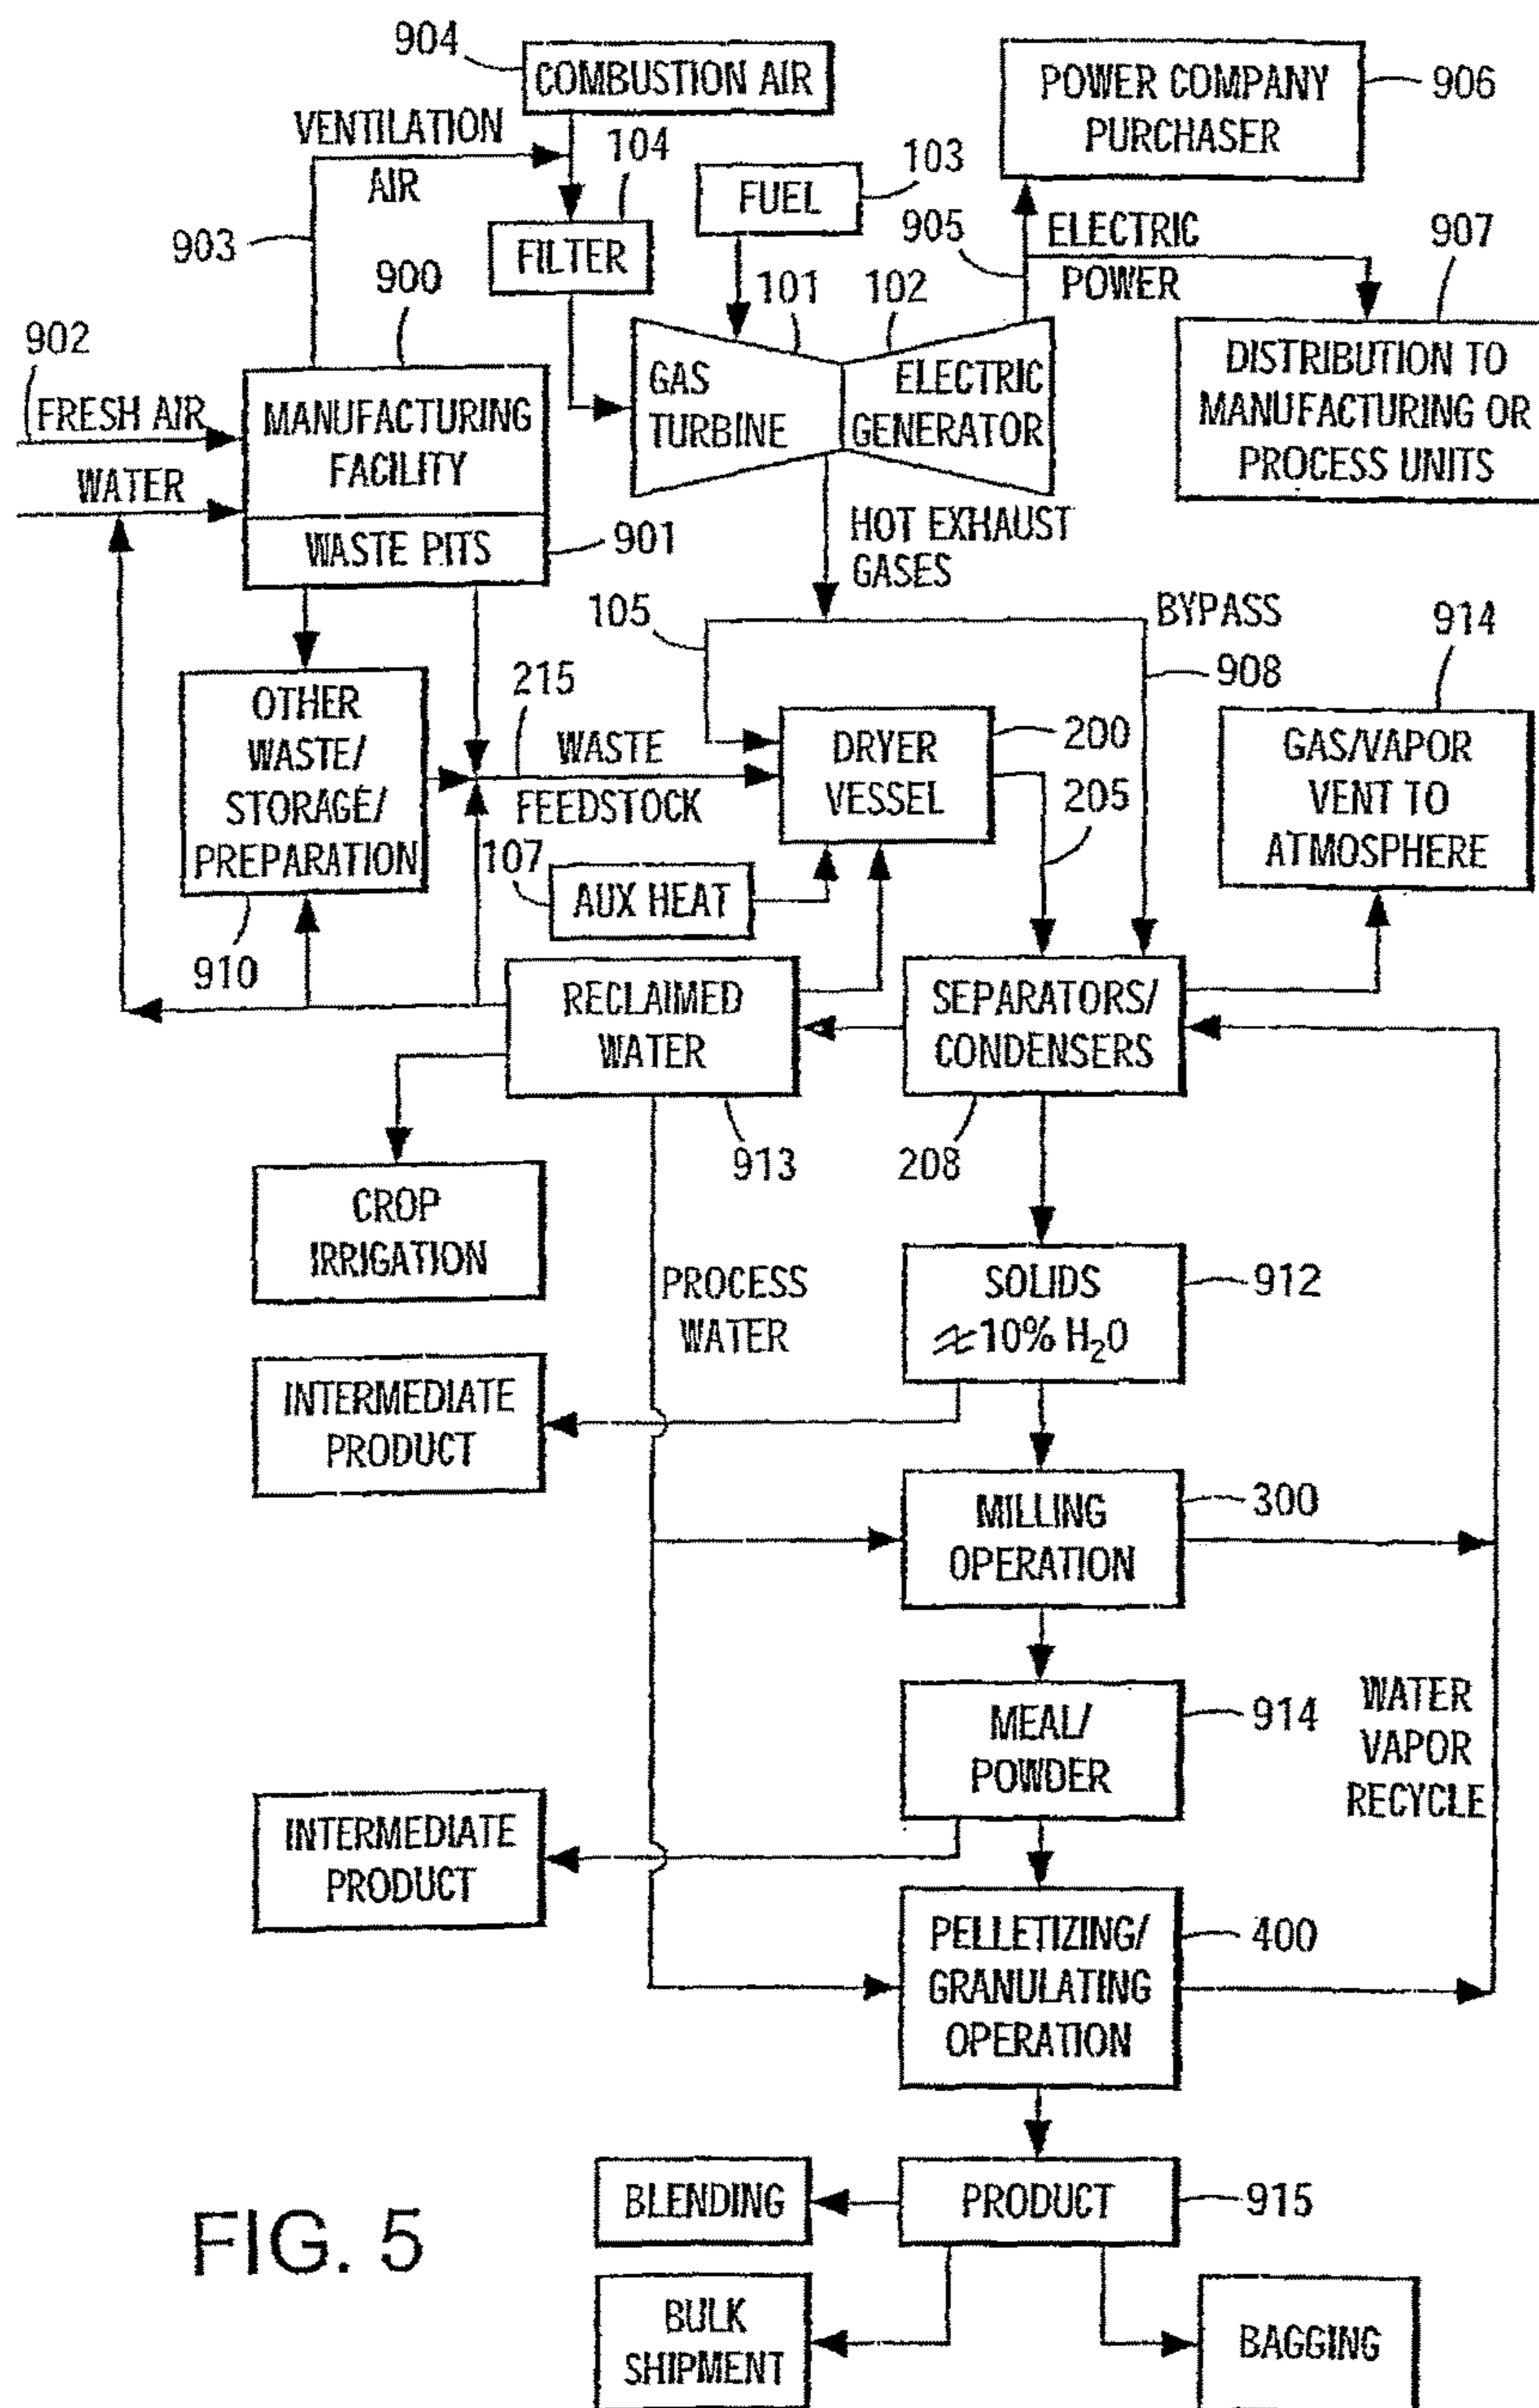 904
COMBUSTION AIR
POWER COMPANY
PURCHASER
906
VENTILATION
AIR
104
FUEL
103
903
900
FILTER
905
ELECTRIC
POWER
907
902
FRESH AIR
WATER
MANUFACTURING
FACILITY
WASTE PITS
901
101
102
GAS
TURBINE
ELECTRIC
GENERATOR
DISTRIBUTION TO
MANUFACTURING OR
PROCESS UNITS
HOT EXHAUST
GASES
105
BYPASS
908
914
OTHER
WASTE/
STORAGE/
PREPARATION
910
215
WASTE
FEEDSTOCK
DRYER
VESSEL
200
205
GAS/VAPOR
VENT TO
ATMOSPHERE
107
AUX HEAT
RECLAIMED
WATER
913
SEPARATORS/
CONDENSERS
208
CROP
IRRIGATION
PROCESS
WATER
SOLIDS
≈10% H₂O
912
INTERMEDIATE
PRODUCT
MILLING
OPERATION
300
MEAL/
POWDER
914
WATER
VAPOR
RECYCLE
INTERMEDIATE
PRODUCT
PELLETIZING/
GRANULATING
OPERATION
400
BLENDING
PRODUCT
915
FIG. 5
BULK
SHIPMENT
BAGGING